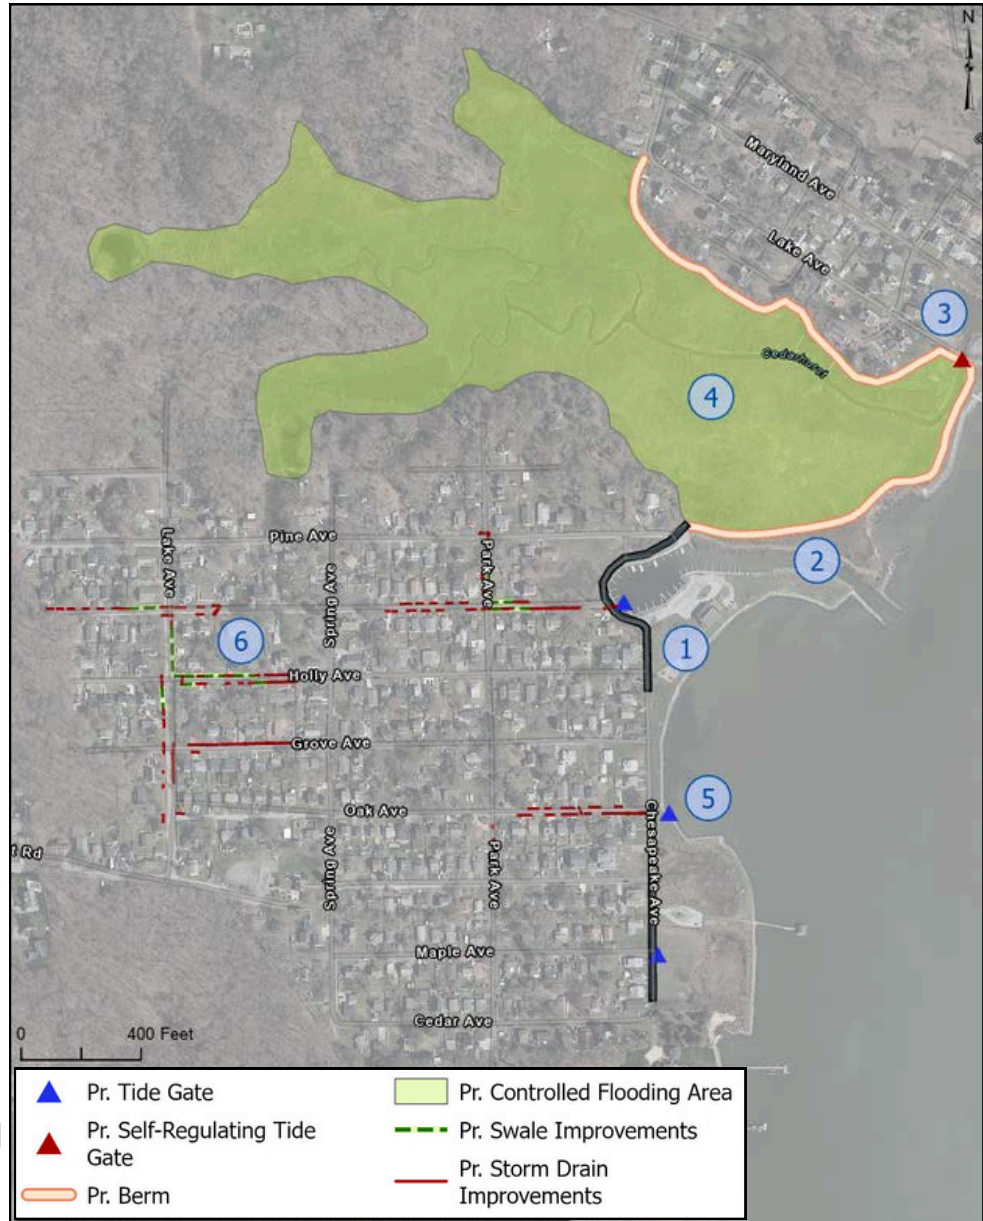 N
Maryland Ave
Lake Ave
3
Cedarhurst
4
Pine Ave
2
Lake Ave
Spring Ave
Park Ave
6
1
Holly Ave
Grove Ave
5
Oak Ave
Chesapeake Ave
t Rd
Spring Ave
Park Ave
Maple Ave
Cedar Ave
0 400 Feet
Pr. Tide Gate
Pr. Self-Regulating Tide
Gate
Pr. Berm
Pr. Controlled Flooding Area
Pr. Swale Improvements
Pr. Storm Drain
Improvements